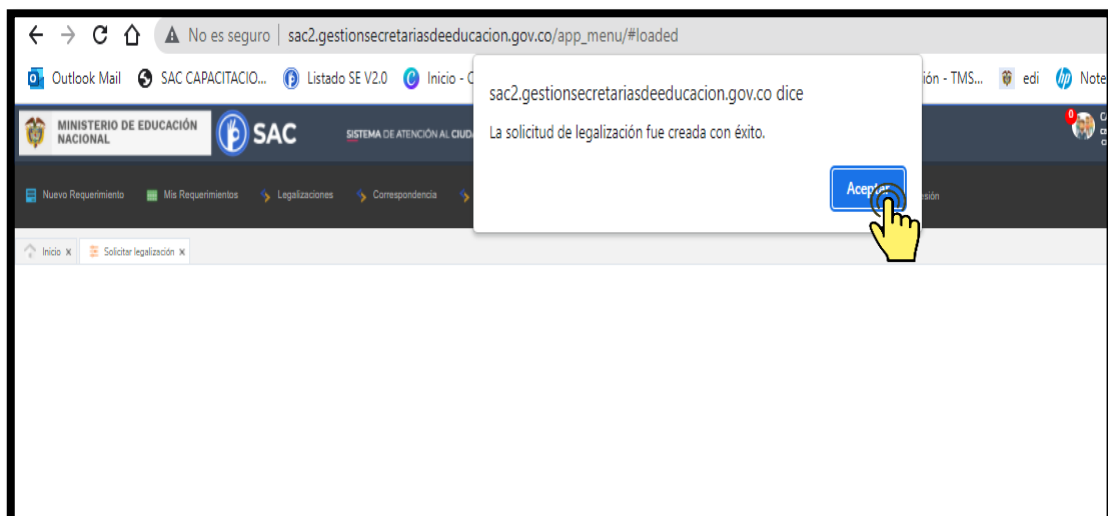 No es seguro | sac2.gestionsecretariasdeeducacion.gov.co/app_menu/#loaded
Outlook Mail SAC CAPACITACIO... Listado SE V2.0 Inicio - ión - TMS... edi Note
sac2.gestionsecretariasdeeducacion.gov.co dice
La solicitud de legalización fue creada con éxito.
Aceptar
MINISTERIO DE EDUCACIÓN
NACIONAL
SAC
SISTEMA DE ATENCIÓN AL
0
Nuevo Requerimiento Mis Requerimientos Legalizaciones Correspondencia
Inicio x Solicitar legalización x